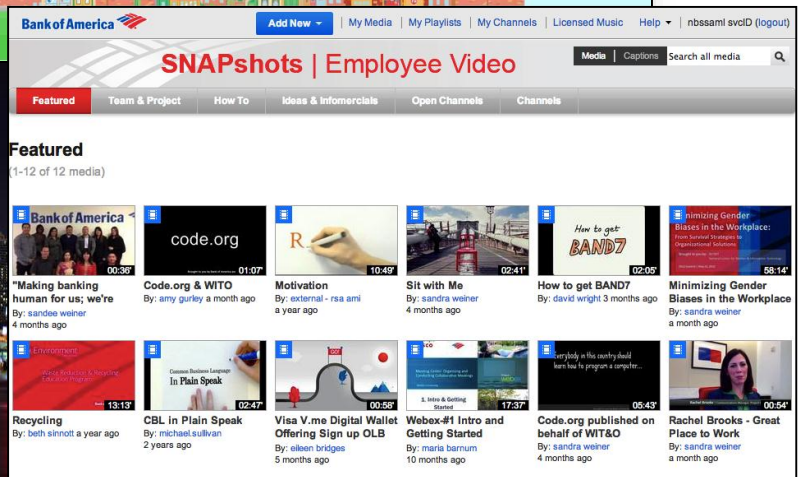 Bank of America
Add New
My Media | My Playlists | My Channels | Licensed Music
Help
nbssaml svcID (logout)
SNAPshots | Employee Video
Media | Captions
Search all media
Featured
Team & Project
How To
Ideas & Infomercials
Open Channels
Channels
Featured
(1-12 of 12 media)
Bank of America
00:36'
code.org
01:07'
R
10:49'
02:41'
How to get
BAND7
02:05'
Minimizing Gender
Biases in the Workplace:
From Survival Strategies to
Organizational Solutions
58:14'
"Making banking
human for us; we're
By: sandee weiner
4 months ago
Code.org & WITO
By: amy gurley a month ago
Motivation
By: external - rsa ami
a year ago
Sit with Me
By: sandra weiner
4 months ago
How to get BAND7
By: david wright 3 months ago
Minimizing Gender
Biases in the Workplace
By: sandra weiner
a month ago
Environment
Waste Reduction & Recycling
Education Program
13:13'
Common Business Language
In Plain Speak
02:47'
GO!
00:58'
1. Intro & Getting
Started
17:37'
Everybody in this country should
learn how to program a computer...
05:43'
00:54'
Recycling
By: beth sinnott a year ago
CBL in Plain Speak
By: michael.sullivan
2 years ago
Visa V.me Digital Wallet
Offering Sign up OLB
By: eileen bridges
5 months ago
Webex-#1 Intro and
Getting Started
By: maria barnum
10 months ago
Code.org published on
behalf of WIT&O
By: sandra weiner
4 months ago
Rachel Brooks - Great
Place to Work
By: sandra weiner
a month ago